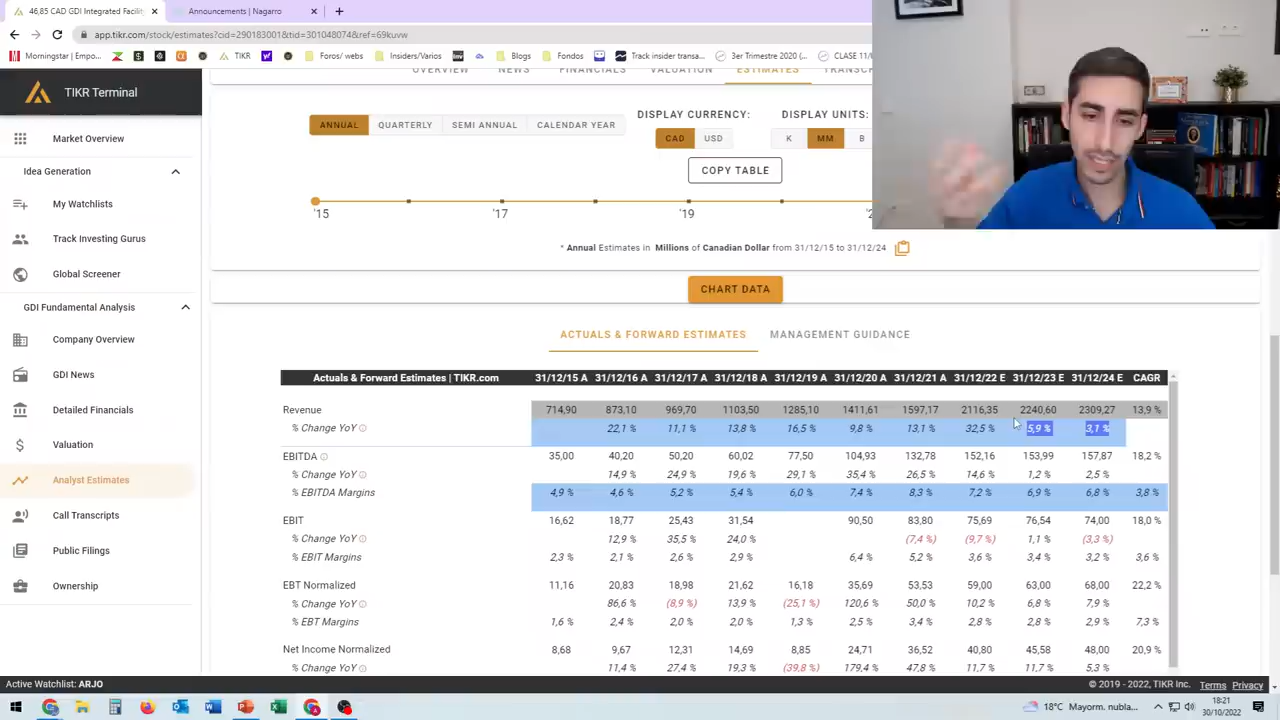 46,85 CAD GDI Integrated Facili
Announcements | Nagarro
app.tikr.com/stock/estimates?cid=290183001&tid=301048074&ref=69kuvw
Morningstar | Empo...
TIKR
Foros/ webs
Insiders/Varios
Blogs
Fondos
Track insider transa...
3er Trimestre 2020 (...
CLASE 11/
TIKR Terminal
Market Overview
Idea Generation
My Watchlists
Track Investing Gurus
Global Screener
GDI Fundamental Analysis
Company Overview
GDI News
Detailed Financials
Valuation
Analyst Estimates
Call Transcripts
Public Filings
Ownership
OVERVIEW NEWS FINANCIALS VALUATION ESTIMATES TRANSC
ANNUAL QUARTERLY SEMI ANNUAL CALENDAR YEAR
DISPLAY CURRENCY: DISPLAY UNITS:
CAD USD K MM B
COPY TABLE
'15 '17 '19
* Annual Estimates in Millions of Canadian Dollar from 31/12/15 to 31/12/24
CHART DATA
ACTUALS & FORWARD ESTIMATES MANAGEMENT GUIDANCE
Actuals & Forward Estimates | TIKR.com 31/12/15 A 31/12/16 A 31/12/17 A 31/12/18 A 31/12/19 A 31/12/20 A 31/12/21 A 31/12/22 E 31/12/23 E 31/12/24 E CAGR
Revenue 714,90 873,10 969,70 1103,50 1285,10 1411,61 1597,17 2116,35 2240,60 2309,27 13,9 %
% Change YoY 22,1 % 11,1 % 13,8 % 16,5 % 9,8 % 13,1 % 32,5 % 5,9 % 3,1 %
EBITDA 35,00 40,20 50,20 60,02 77,50 104,93 132,78 152,16 153,99 157,87 18,2 %
% Change YoY 14,9 % 24,9 % 19,6 % 29,1 % 35,4 % 26,5 % 14,6 % 1,2 % 2,5 %
% EBITDA Margins 4,9 % 4,6 % 5,2 % 5,4 % 6,0 % 7,4 % 8,3 % 7,2 % 6,9 % 6,8 % 3,8 %
EBIT 16,62 18,77 25,43 31,54 90,50 83,80 75,69 76,54 74,00 18,0 %
% Change YoY 12,9 % 35,5 % 24,0 % (7,4 %) (9,7 %) 1,1 % (3,3 %)
% EBIT Margins 2,3 % 2,1 % 2,6 % 2,9 % 6,4 % 5,2 % 3,6 % 3,4 % 3,2 % 3,6 %
EBT Normalized 11,16 20,83 18,98 21,62 16,18 35,69 53,53 59,00 63,00 68,00 22,2 %
% Change YoY 86,6 % (8,9 %) 13,9 % (25,1 %) 120,6 % 50,0 % 10,2 % 6,8 % 7,9 %
% EBT Margins 1,6 % 2,4 % 2,0 % 2,0 % 1,3 % 2,5 % 3,4 % 2,8 % 2,8 % 2,9 % 7,3 %
Net Income Normalized 8,68 9,67 12,31 14,69 8,85 24,71 36,52 40,80 45,58 48,00 20,9 %
% Change YoY 11,4 % 27,4 % 19,3 % (39,8 %) 179,4 % 47,8 % 11,7 % 11,7 % 5,3 %
Active Watchlist: ARJO
© 2019 - 2022, TIKR Inc. Terms Privacy
18°C Mayorm. nubla...
18:21
30/10/2022